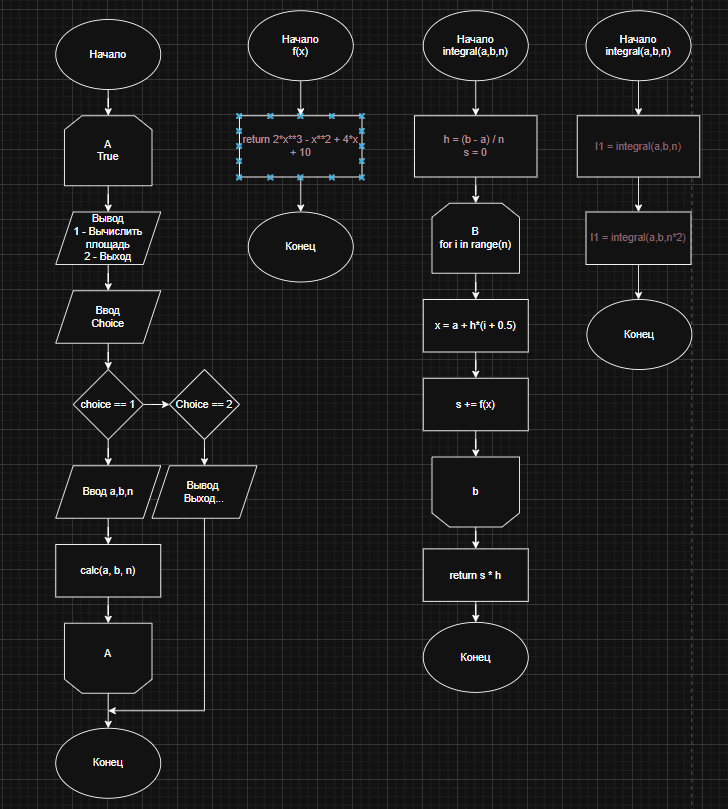 Начало
A
True
Вывод
1 - Вычислить
площадь
2 - Выход
Ввод
Choice
choice == 1
Choice == 2
Ввод a,b,n
Вывод
Выход...
calc(a, b, n)
A
Конец
Начало
f(x)
return 2*x**3 - x**2 + 4*x
+ 10
Конец
Начало
integral(a,b,n)
h = (b - a) / n
s = 0
B
for i in range(n)
x = a + h*(i + 0.5)
s += f(x)
b
return s * h
Конец
Начало
integral(a,b,n)
I1 = integral(a,b,n)
I1 = integral(a,b,n*2)
Конец